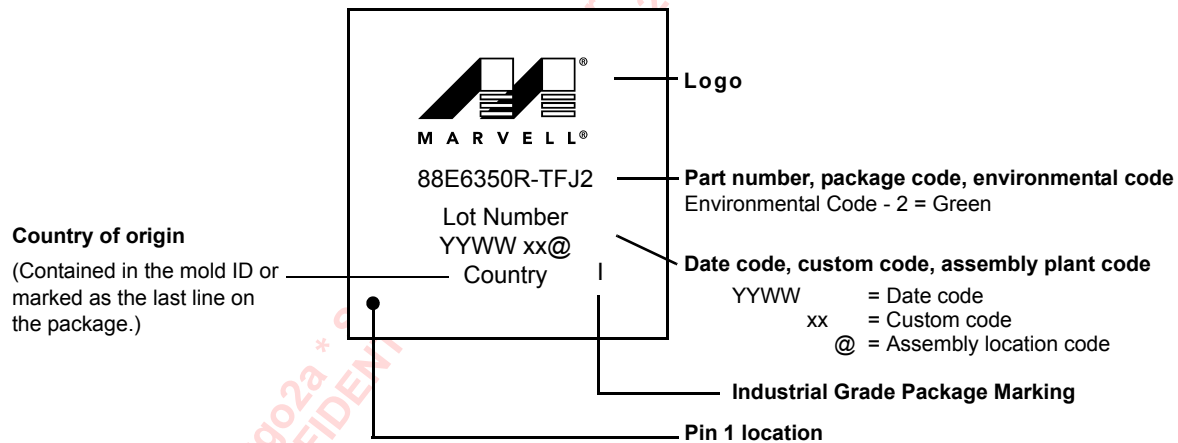 ®
MARVELL®
Logo
88E6350R-TFJ2
Part number, package code, environmental code
Environmental Code - 2 = Green
Lot Number
YYWW xx@
Country I
Country of origin
(Contained in the mold ID or
marked as the last line on
the package.)
Date code, custom code, assembly plant code
YYWW = Date code
xx = Custom code
@ = Assembly location code
Industrial Grade Package Marking
Pin 1 location